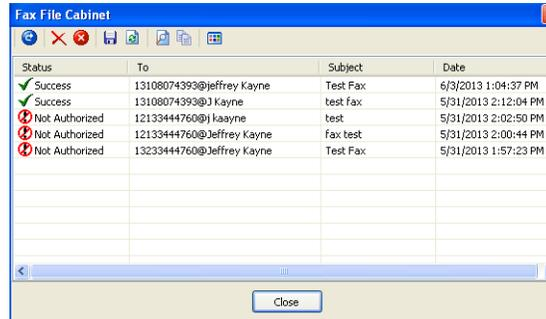 Fax File Cabinet
Status To Subject Date
Success 13108074393@jeffrey Kayne Test Fax 6/3/2013 1:04:37 PM
Success 13108074393@J Kayne test fax 5/31/2013 2:12:04 PM
Not Authorized 12133444760@j kaayne test 5/31/2013 2:02:50 PM
Not Authorized 12133444760@Jeffrey Kayne fax test 5/31/2013 2:00:44 PM
Not Authorized 13233444760@Jeffrey Kayne Test Fax 5/31/2013 1:57:23 PM
Close